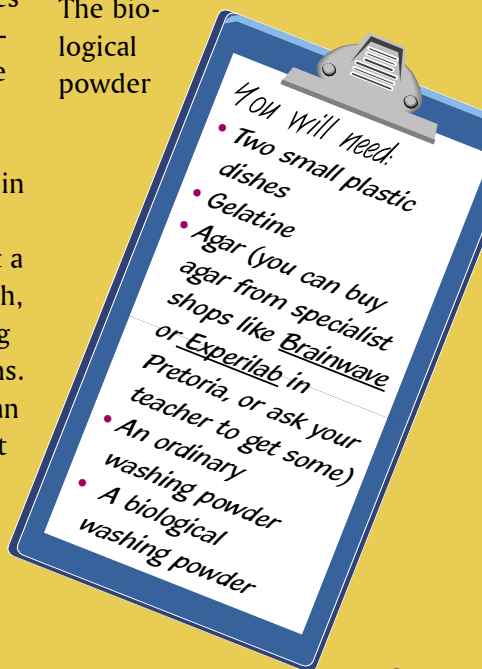 es
-
e
in
t a
h,
g
ns.
an
t
The bio-
logical
powder
You will need:
• Two small plastic
dishes
• Gelatine
• Agar (you can buy
agar from specialist
shops like Brainwave
or Experilab in
Pretoria, or ask your
teacher to get some)
• An ordinary
washing powder
• A biological
washing powder